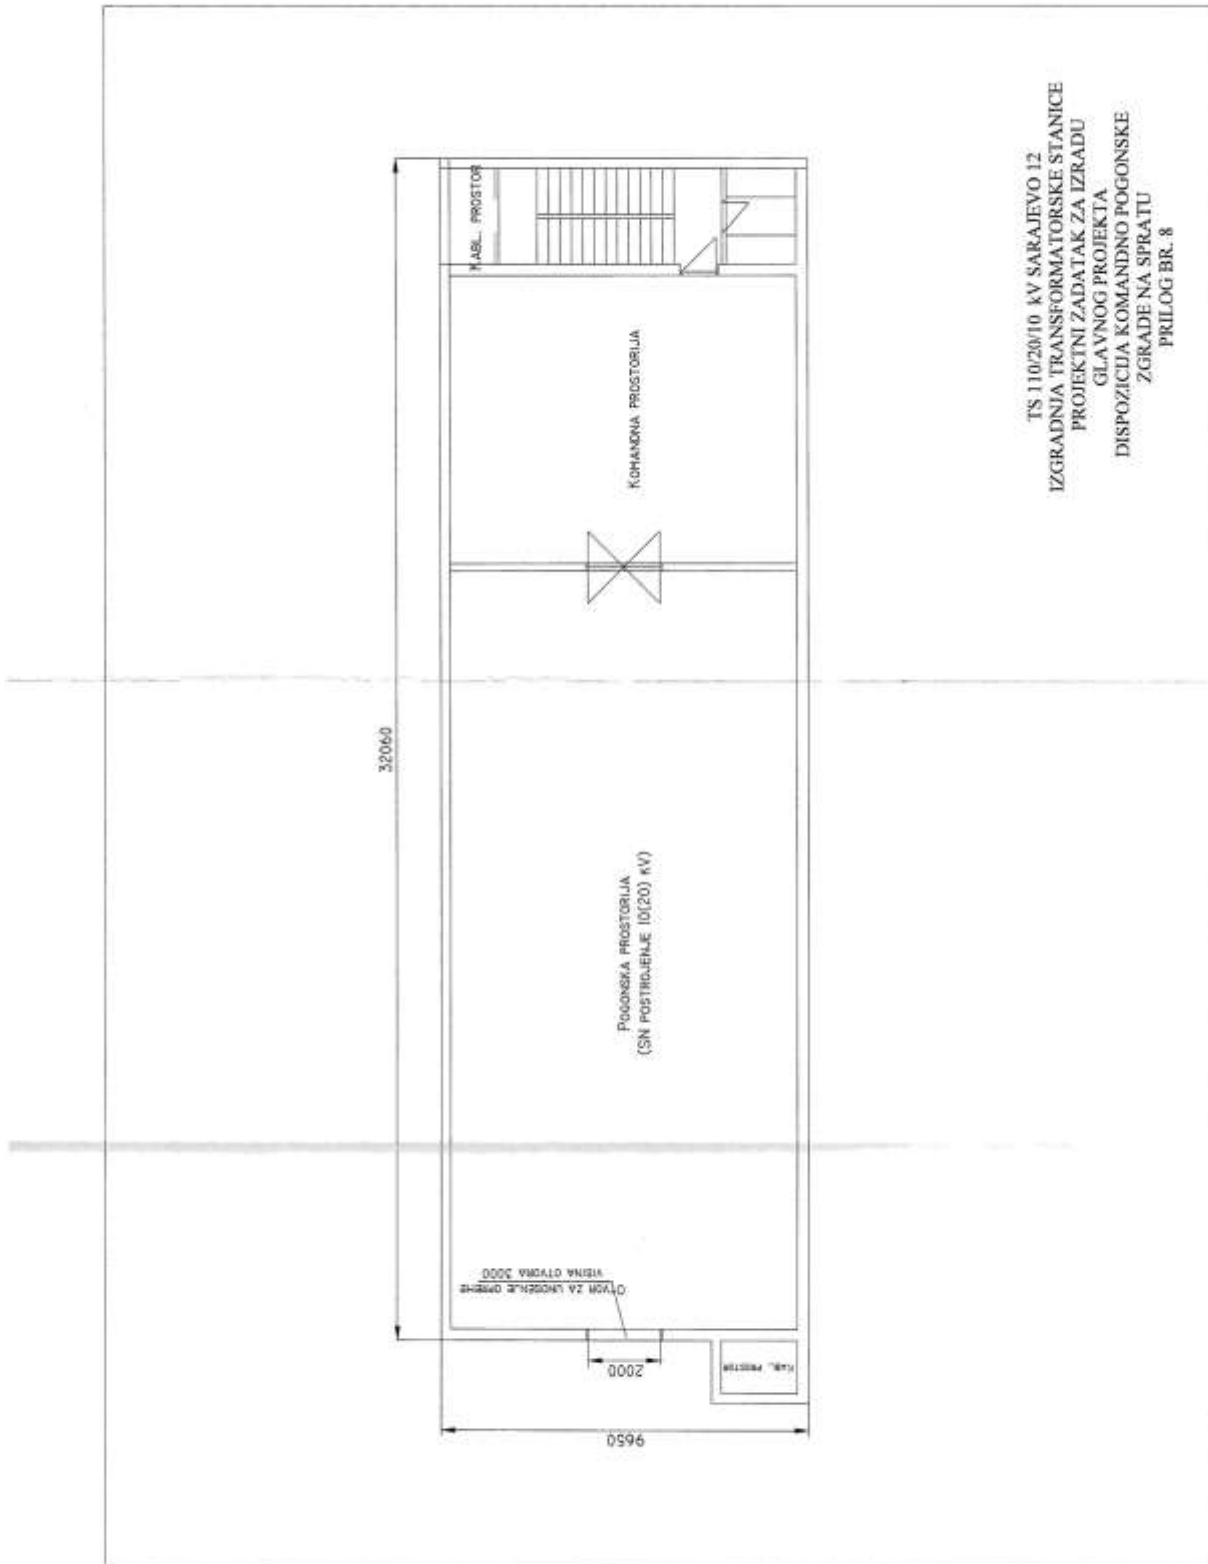 TS 110/20/10 kV SARAJEVO 12
IZGRADNJA TRANSFORMATORSKE STANICE
PROJEKTNI ZADATAK ZA IZRADU
GLAVNOG PROJEKTA
DISPOZICIJA KOMANDNO POGONSKE
ZGRADE NA SPRATU
PRILOG BR. 8
KABL. PROSTOR
KOMANDNA PROSTORIJA
32060
POGONSKA PROSTORIJA
(SN POSTROJENJE 10(20) KV)
OTVOR ZA UNOŠENJE OPREME
VISINA OTVORA 3000
2000
KABL. PROSTOR
9650